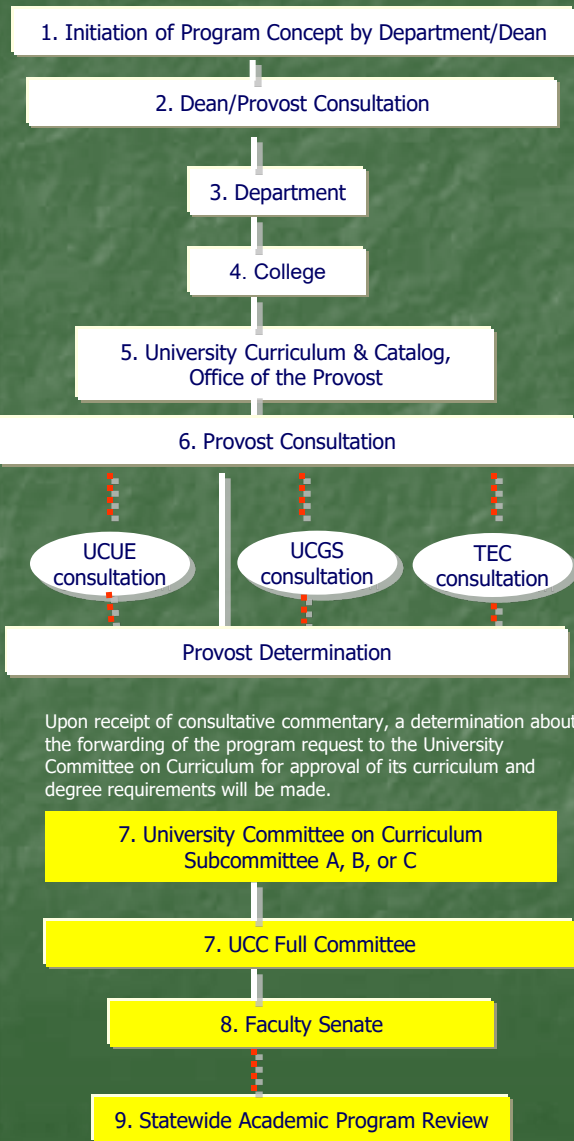 1. Initiation of Program Concept by Department/Dean
2. Dean/Provost Consultation
3. Department
4. College
5. University Curriculum & Catalog,
Office of the Provost
6. Provost Consultation
UCUE
consultation
UCGS
consultation
TEC
consultation
Provost Determination
Upon receipt of consultative commentary, a determination about
the forwarding of the program request to the University
Committee on Curriculum for approval of its curriculum and
degree requirements will be made.
7. University Committee on Curriculum
Subcommittee A, B, or C
7. UCC Full Committee
8. Faculty Senate
9. Statewide Academic Program Review